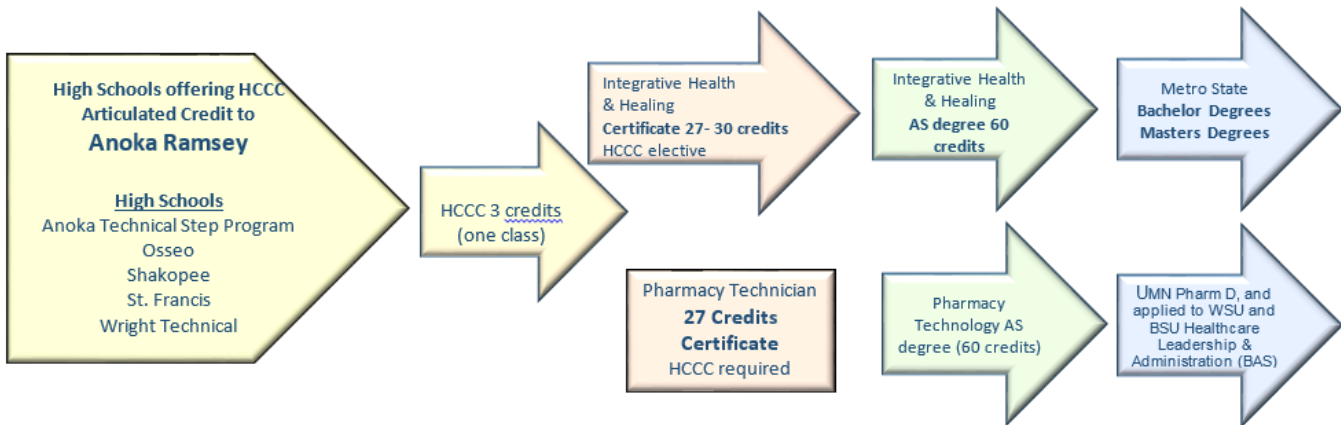 High Schools offering HCCC
Articulated Credit to
Anoka Ramsey
High Schools
Anoka Technical Step Program
Osseo
Shakopee
St. Francis
Wright Technical
HCCC 3 credits
(one class)
Integrative Health
& Healing
Certificate 27- 30 credits
HCCC elective
Integrative Health
& Healing
AS degree 60
credits
Metro State
Bachelor Degrees
Masters Degrees
Pharmacy Technician
27 Credits
Certificate
HCCC required
Pharmacy
Technology AS
degree (60 credits)
UMN Pharm D, and
applied to WSU and
BSU Healthcare
Leadership &
Administration (BAS)